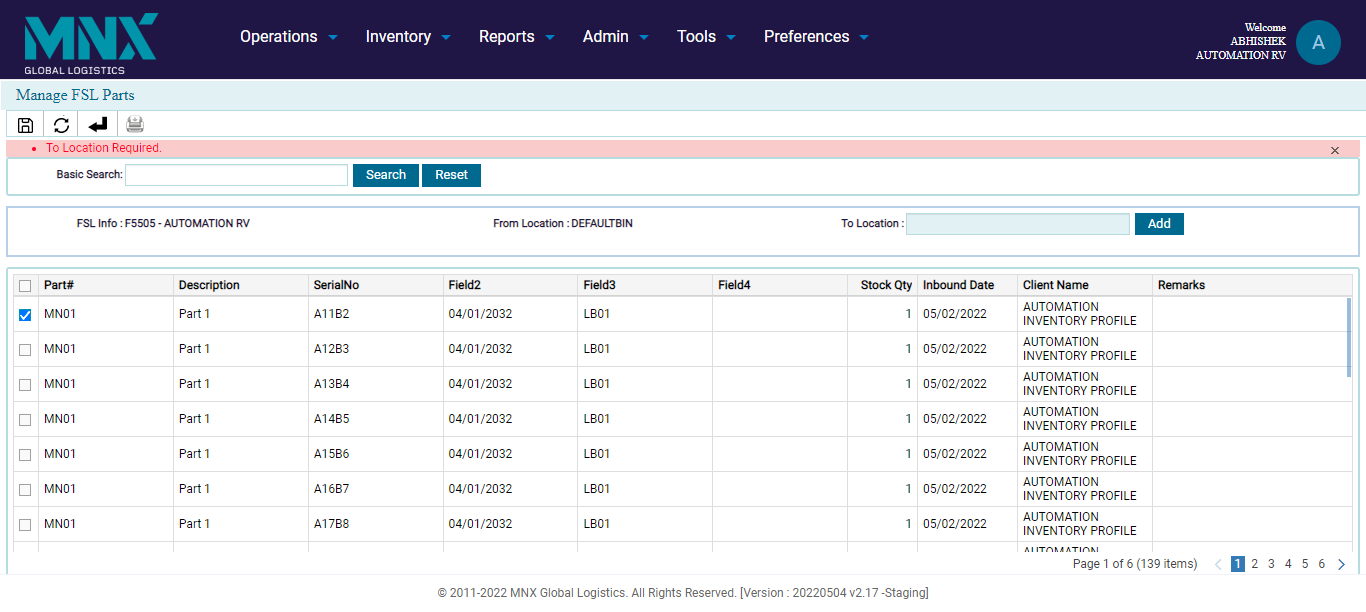 MNX
GLOBAL LOGISTICS
Operations Inventory Reports Admin Tools Preferences
Welcome
ABHISHEK
AUTOMATION RV
A
Manage FSL Parts
To Location Required.
Basic Search: Search Reset
FSL Info : F5505 - AUTOMATION RV From Location : DEFAULTBIN To Location : Add
Part# Description SerialNo Field2 Field3 Field4 Stock Qty Inbound Date Client Name Remarks
MN01 Part 1 A11B2 04/01/2032 LB01 1 05/02/2022 AUTOMATION
INVENTORY PROFILE
MN01 Part 1 A12B3 04/01/2032 LB01 1 05/02/2022 AUTOMATION
INVENTORY PROFILE
MN01 Part 1 A13B4 04/01/2032 LB01 1 05/02/2022 AUTOMATION
INVENTORY PROFILE
MN01 Part 1 A14B5 04/01/2032 LB01 1 05/02/2022 AUTOMATION
INVENTORY PROFILE
MN01 Part 1 A15B6 04/01/2032 LB01 1 05/02/2022 AUTOMATION
INVENTORY PROFILE
MN01 Part 1 A16B7 04/01/2032 LB01 1 05/02/2022 AUTOMATION
INVENTORY PROFILE
MN01 Part 1 A17B8 04/01/2032 LB01 1 05/02/2022 AUTOMATION
INVENTORY PROFILE
AUTOMATION
Page 1 of 6 (139 items) 1 2 3 4 5 6
© 2011-2022 MNX Global Logistics. All Rights Reserved. [Version : 20220504 v2.17 -Staging]